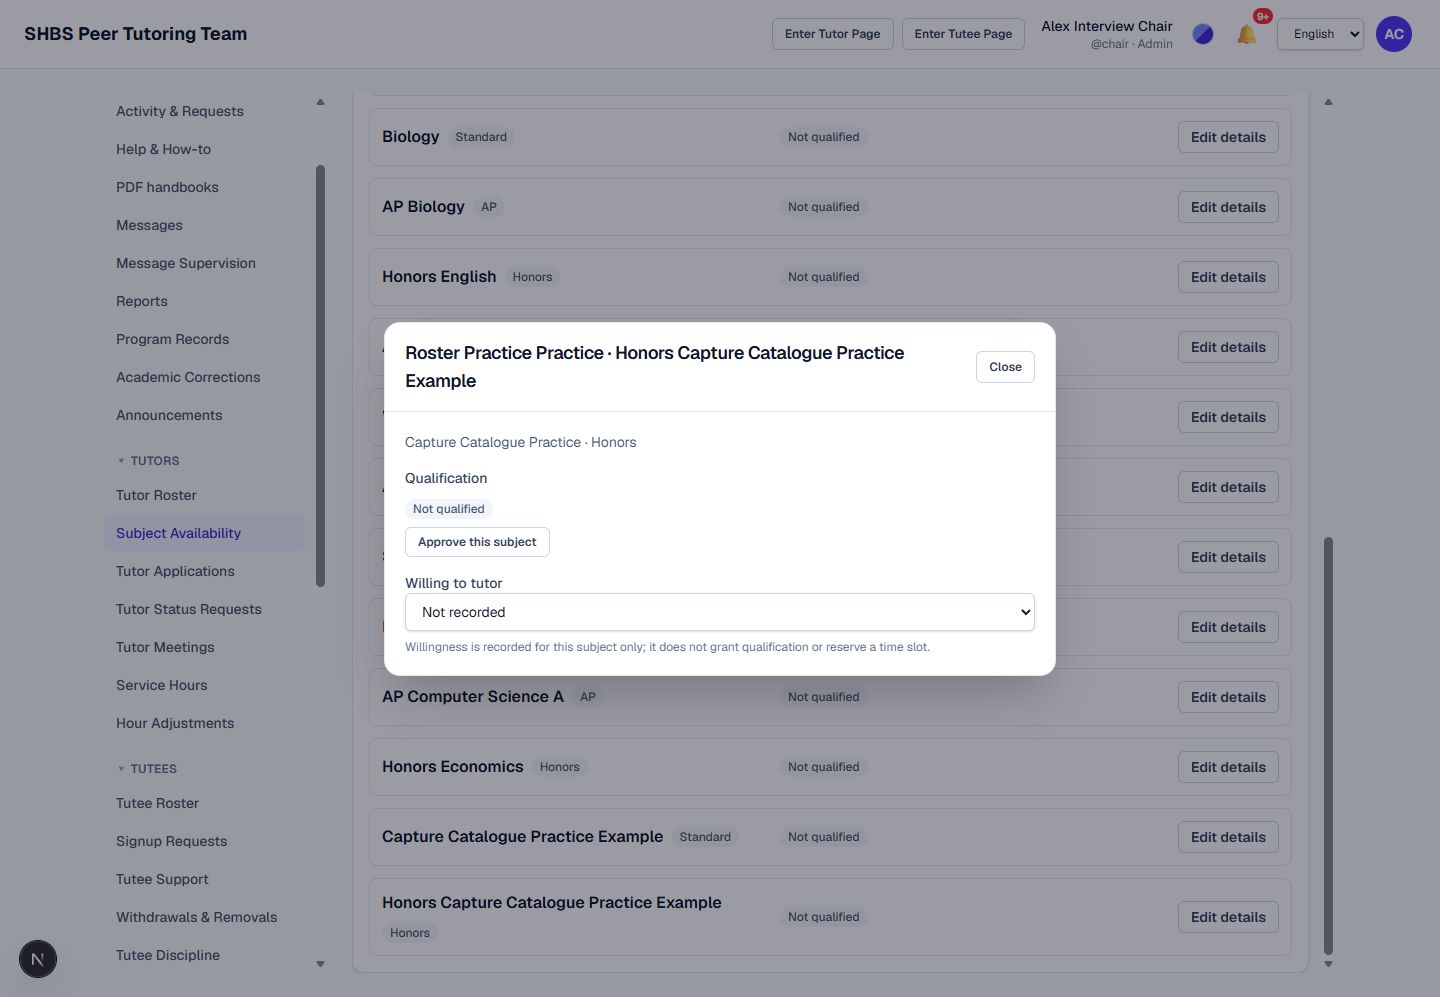 SHBS Peer Tutoring Team
Enter Tutor Page
Enter Tutee Page
Alex Interview Chair
@chair · Admin
9+
English
AC
Activity & Requests
Help & How-to
PDF handbooks
Messages
Message Supervision
Reports
Program Records
Academic Corrections
Announcements
TUTORS
Tutor Roster
Subject Availability
Tutor Applications
Tutor Status Requests
Tutor Meetings
Service Hours
Hour Adjustments
TUTEES
Tutee Roster
Signup Requests
Tutee Support
Withdrawals & Removals
Tutee Discipline
N
Biology Standard Not qualified Edit details
AP Biology AP Not qualified Edit details
Honors English Honors Not qualified Edit details
Edit details
Edit details
Edit details
Edit details
Edit details
Roster Practice Practice · Honors Capture Catalogue Practice
Example
Close
Capture Catalogue Practice · Honors
Qualification
Not qualified
Approve this subject
Willing to tutor
Not recorded
Willingness is recorded for this subject only; it does not grant qualification or reserve a time slot.
AP Computer Science A AP Not qualified Edit details
Honors Economics Honors Not qualified Edit details
Capture Catalogue Practice Example Standard Not qualified Edit details
Honors Capture Catalogue Practice Example
Honors
Not qualified
Edit details